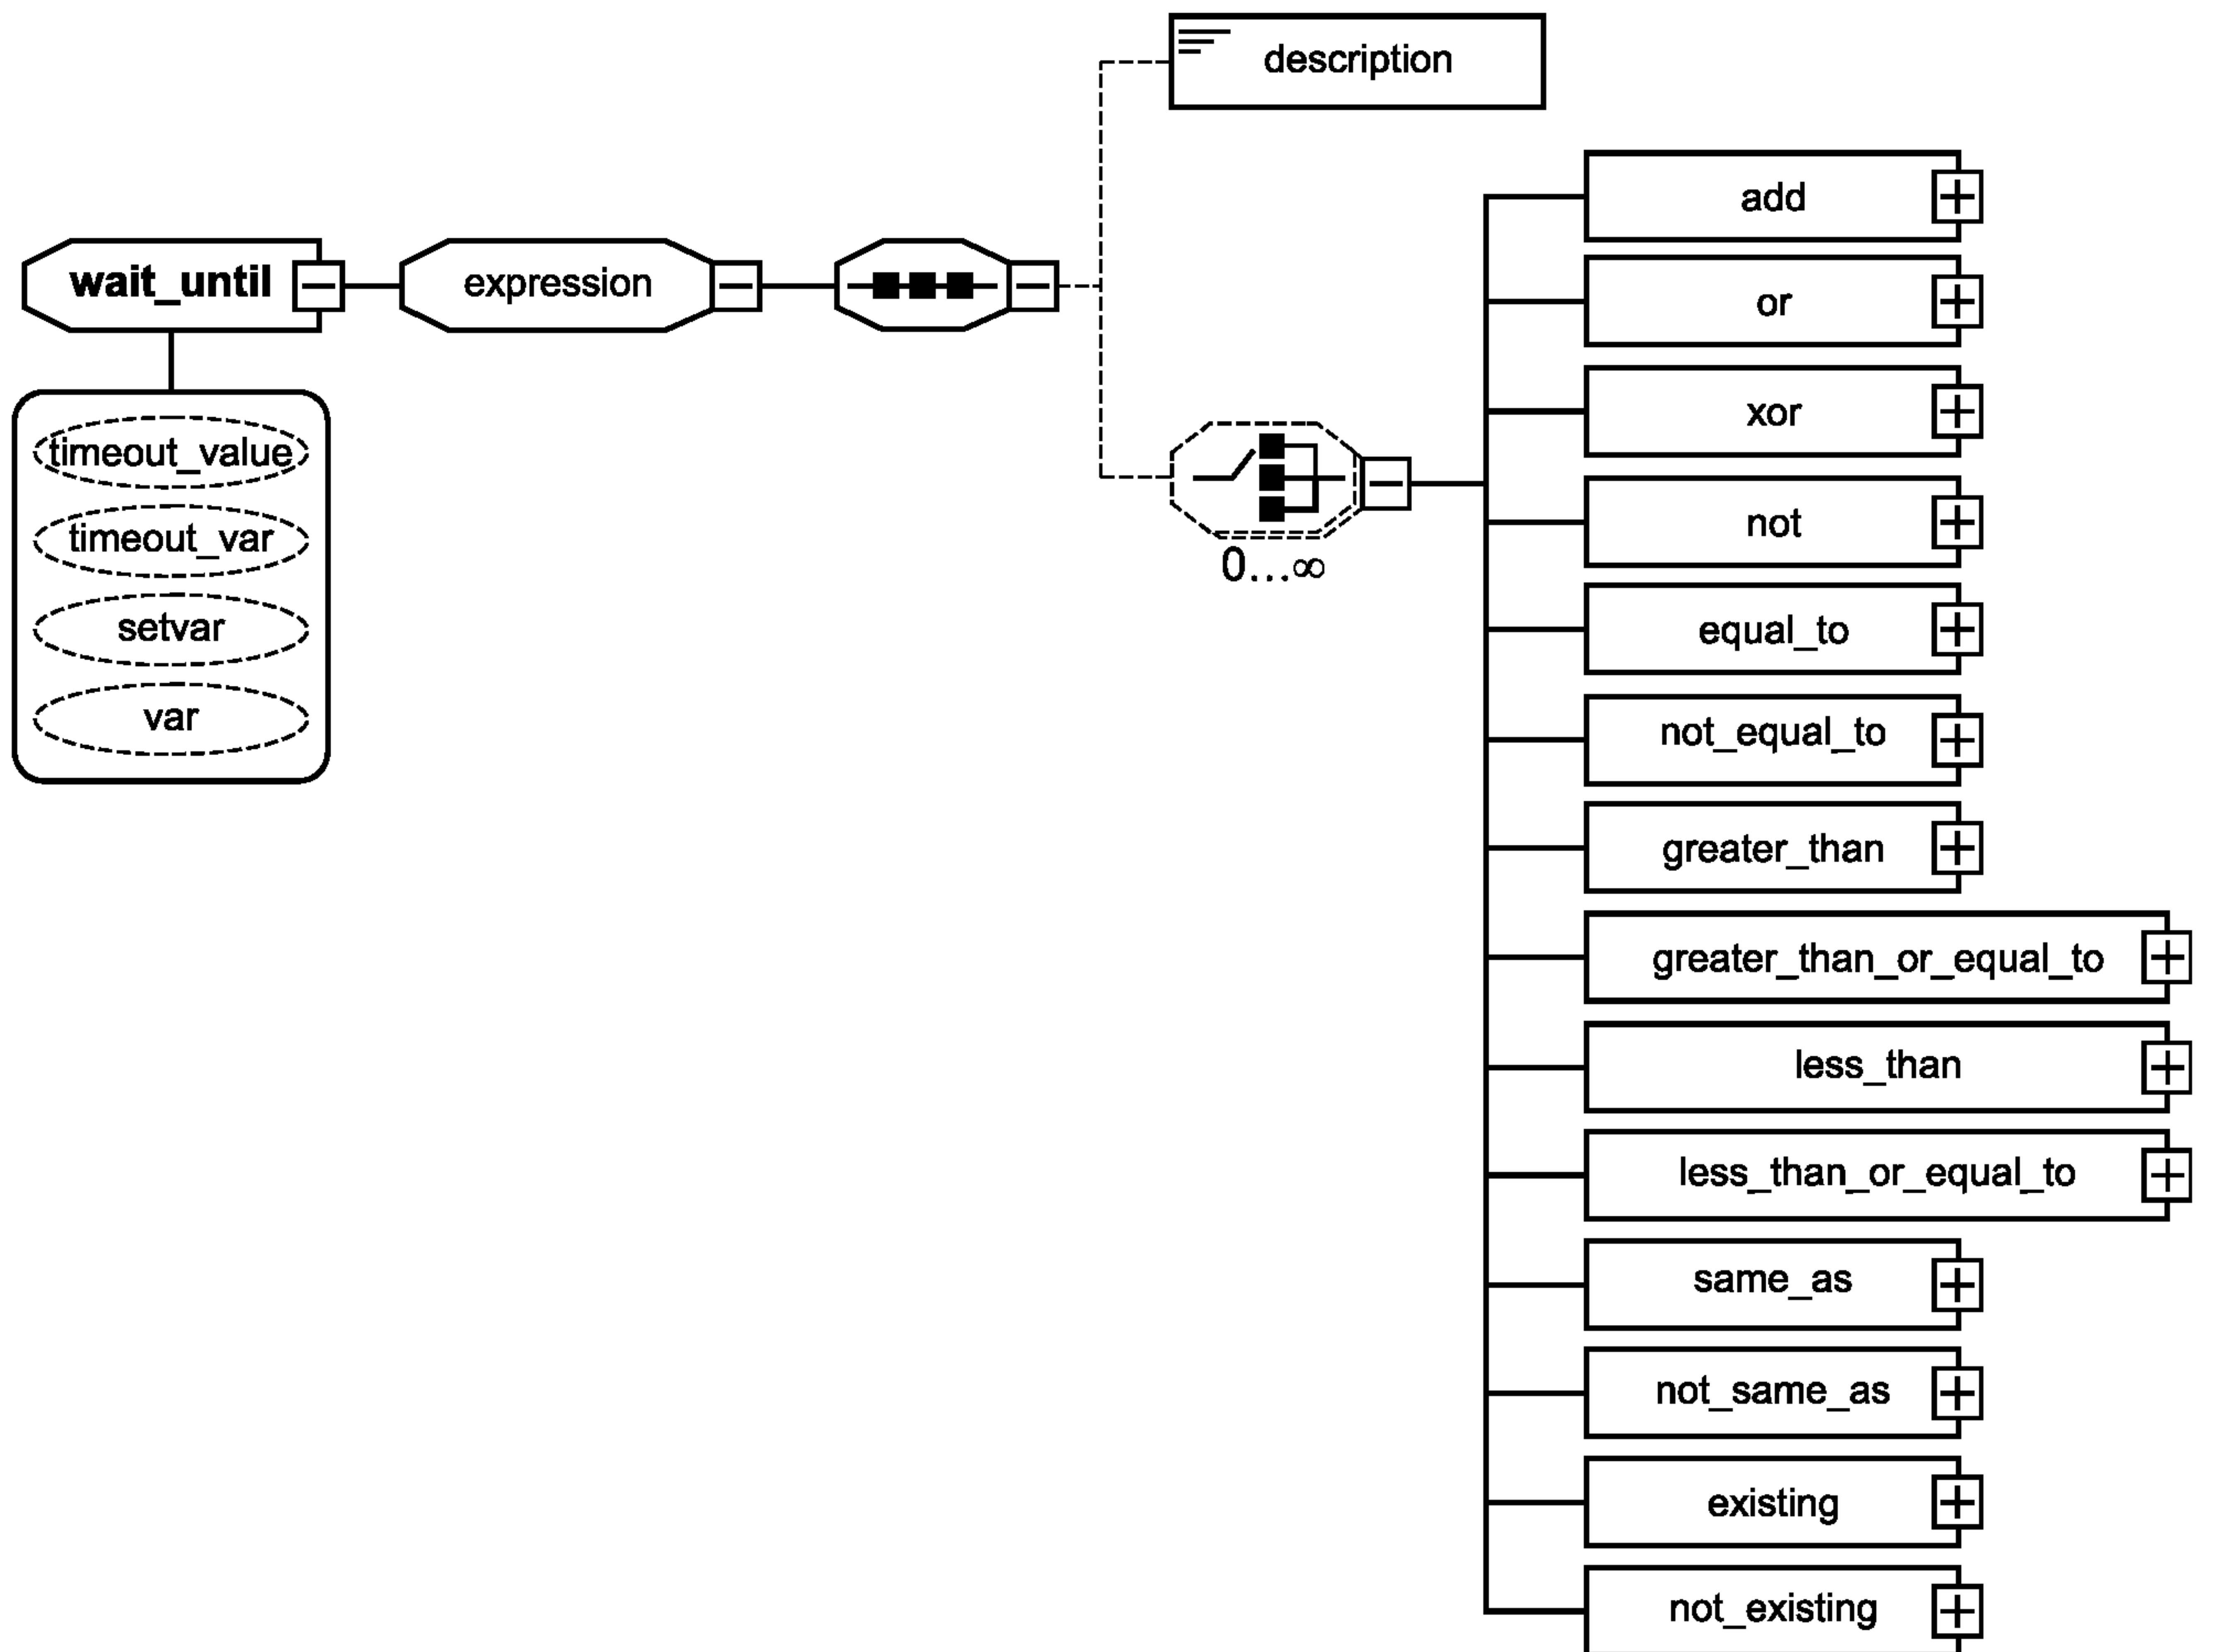 description
add
or
wait_until
expression
xor
timeout_value
timeout_var
not
0...∞
setvar
equal_to
var
not_equal_to
greater_than
greater_than_or_equal_to
less_than
less_than_or_equal_to
same_as
not_same_as
existing
not_existing